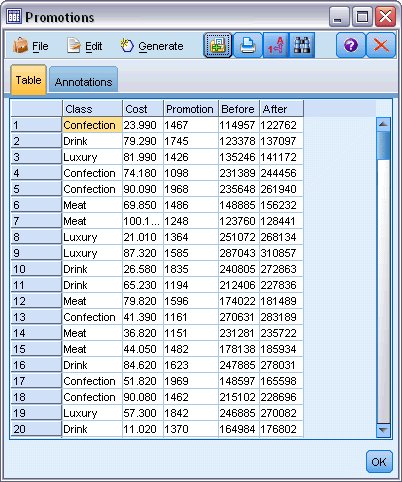 Promotions
File Edit Generate
Table Annotations
Class Cost Promotion Before After
1 Confection 23.990 1467 114957 122762
2 Drink 79.290 1745 123378 137097
3 Luxury 81.990 1426 135246 141172
4 Confection 74.180 1098 231389 244456
5 Confection 90.090 1968 235648 261940
6 Meat 69.850 1486 148885 156232
7 Meat 100.1... 1248 123760 128441
8 Luxury 21.010 1364 251072 268134
9 Luxury 87.320 1585 287043 310857
10 Drink 26.580 1835 240805 272863
11 Drink 65.230 1194 212406 227836
12 Meat 79.820 1596 174022 181489
13 Confection 41.390 1161 270631 283189
14 Meat 36.820 1151 231281 235722
15 Meat 44.050 1482 178138 185934
16 Drink 84.620 1623 247885 278031
17 Confection 51.820 1969 148597 165598
18 Confection 90.080 1462 215102 228696
19 Luxury 57.300 1842 246885 270082
20 Drink 11.020 1370 164984 176802
OK